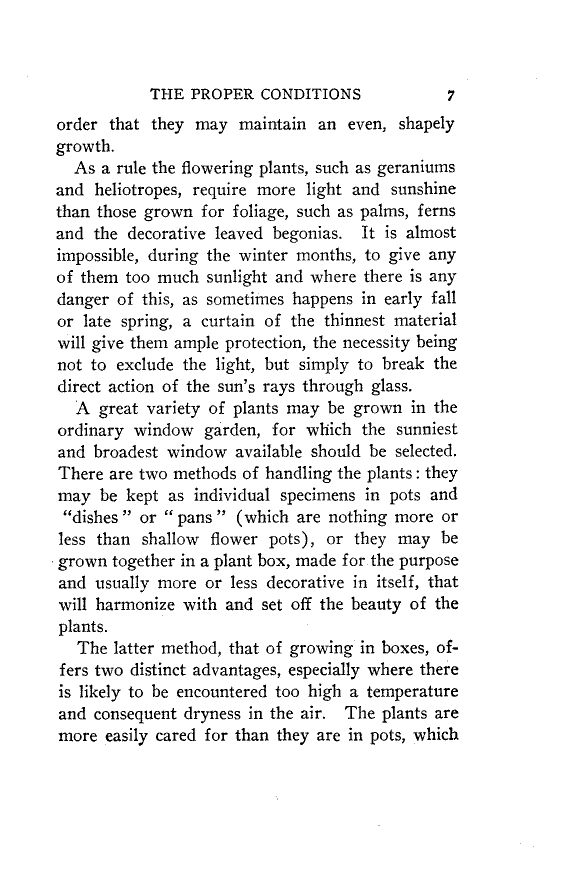 THE PROPER CONDITIONS 7
order that they may maintain an even, shapely
growth.
As a rule the flowering plants, such as geraniums
and heliotropes, require more light and sunshine
than those grown for foliage, such as palms, ferns
and the decorative leaved begonias. It is almost
impossible, during the winter months, to give any
of them too much sunlight and where there is any
danger of this, as sometimes happens in early fall
or late spring, a curtain of the thinnest material
will give them ample protection, the necessity being
not to exclude the light, but simply to break the
direct action of the sun's rays through glass.
A great variety of plants may be grown in the
ordinary window garden, for which the sunniest
and broadest window available should be selected.
There are two methods of handling the plants: they
may be kept as individual specimens in pots and
"dishes" or "pans" (which are nothing more or
less than shallow flower pots), or they may be
grown together in a plant box, made for the purpose
and usually more or less decorative in itself, that
will harmonize with and set off the beauty of the
plants.
The latter method, that of growing in boxes, of-
fers two distinct advantages, especially where there
is likely to be encountered too high a temperature
and consequent dryness in the air. The plants are
more easily cared for than they are in pots, which